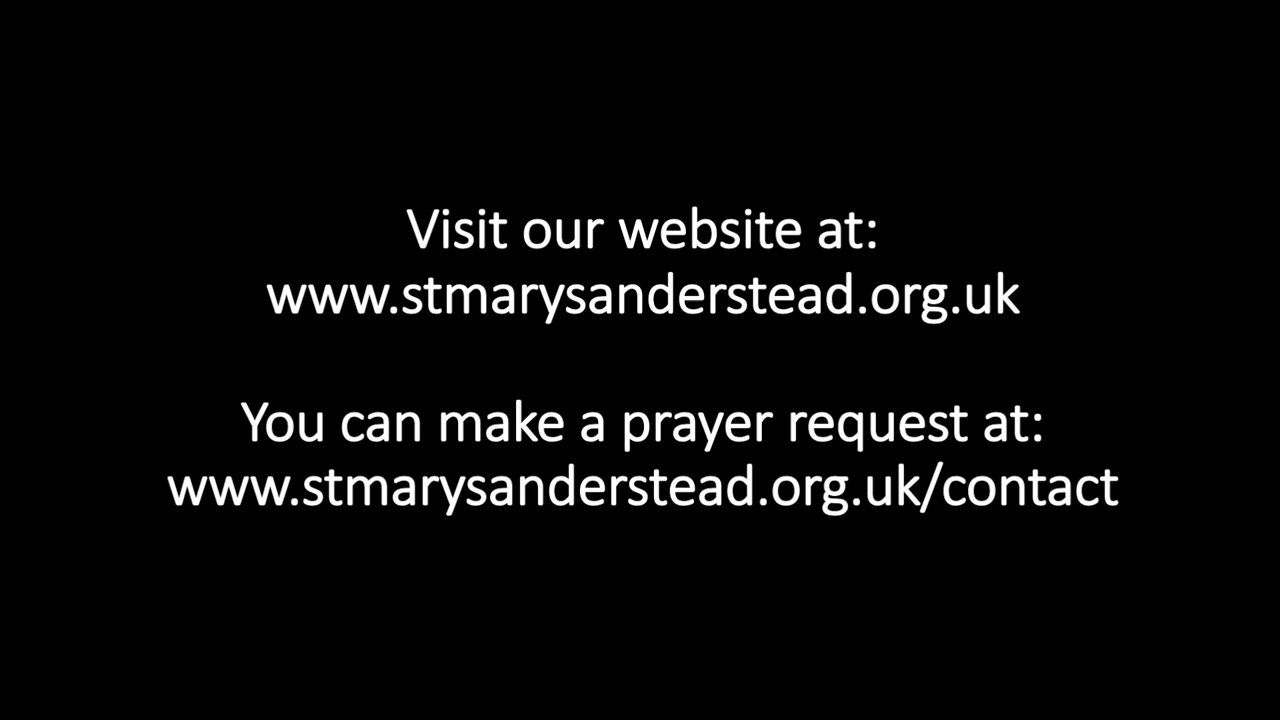 Visit our website at:
www.stmarysanderstead.org.uk
You can make a prayer request at:
www.stmarysanderstead.org.uk/contact